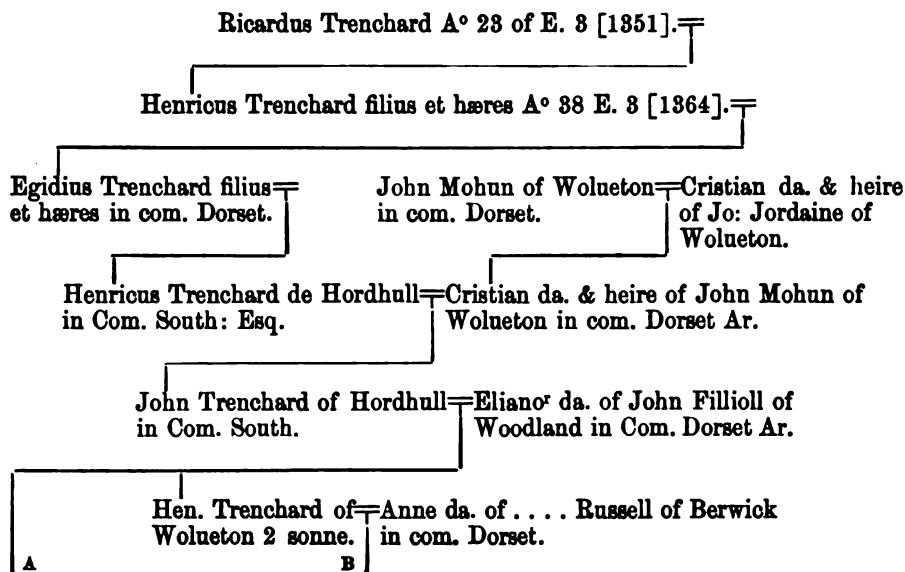 Ricardus Trenchard Aº 23 of E. 3 [1351].
Henricus Trenchard filius et hæres Aº 38 E. 3 [1364].
Egidius Trenchard filius
et hæres in com. Dorset.
John Mohun of Wolueton
in com. Dorset.
Cristian da. & heire
of Jo: Jordaine of
Wolueton.
Henricus Trenchard de Hordhull
in Com. South: Esq.
Cristian da. & heire of John Mohun of
Wolueton in com. Dorset Ar.
John Trenchard of Hordhull
in Com. South.
Elianoʳ da. of John Fillioll of
Woodland in Com. Dorset Ar.
Hen. Trenchard of
Wolueton 2 sonne.
Anne da. of . . . . Russell of Berwick
in com. Dorset.
A
B